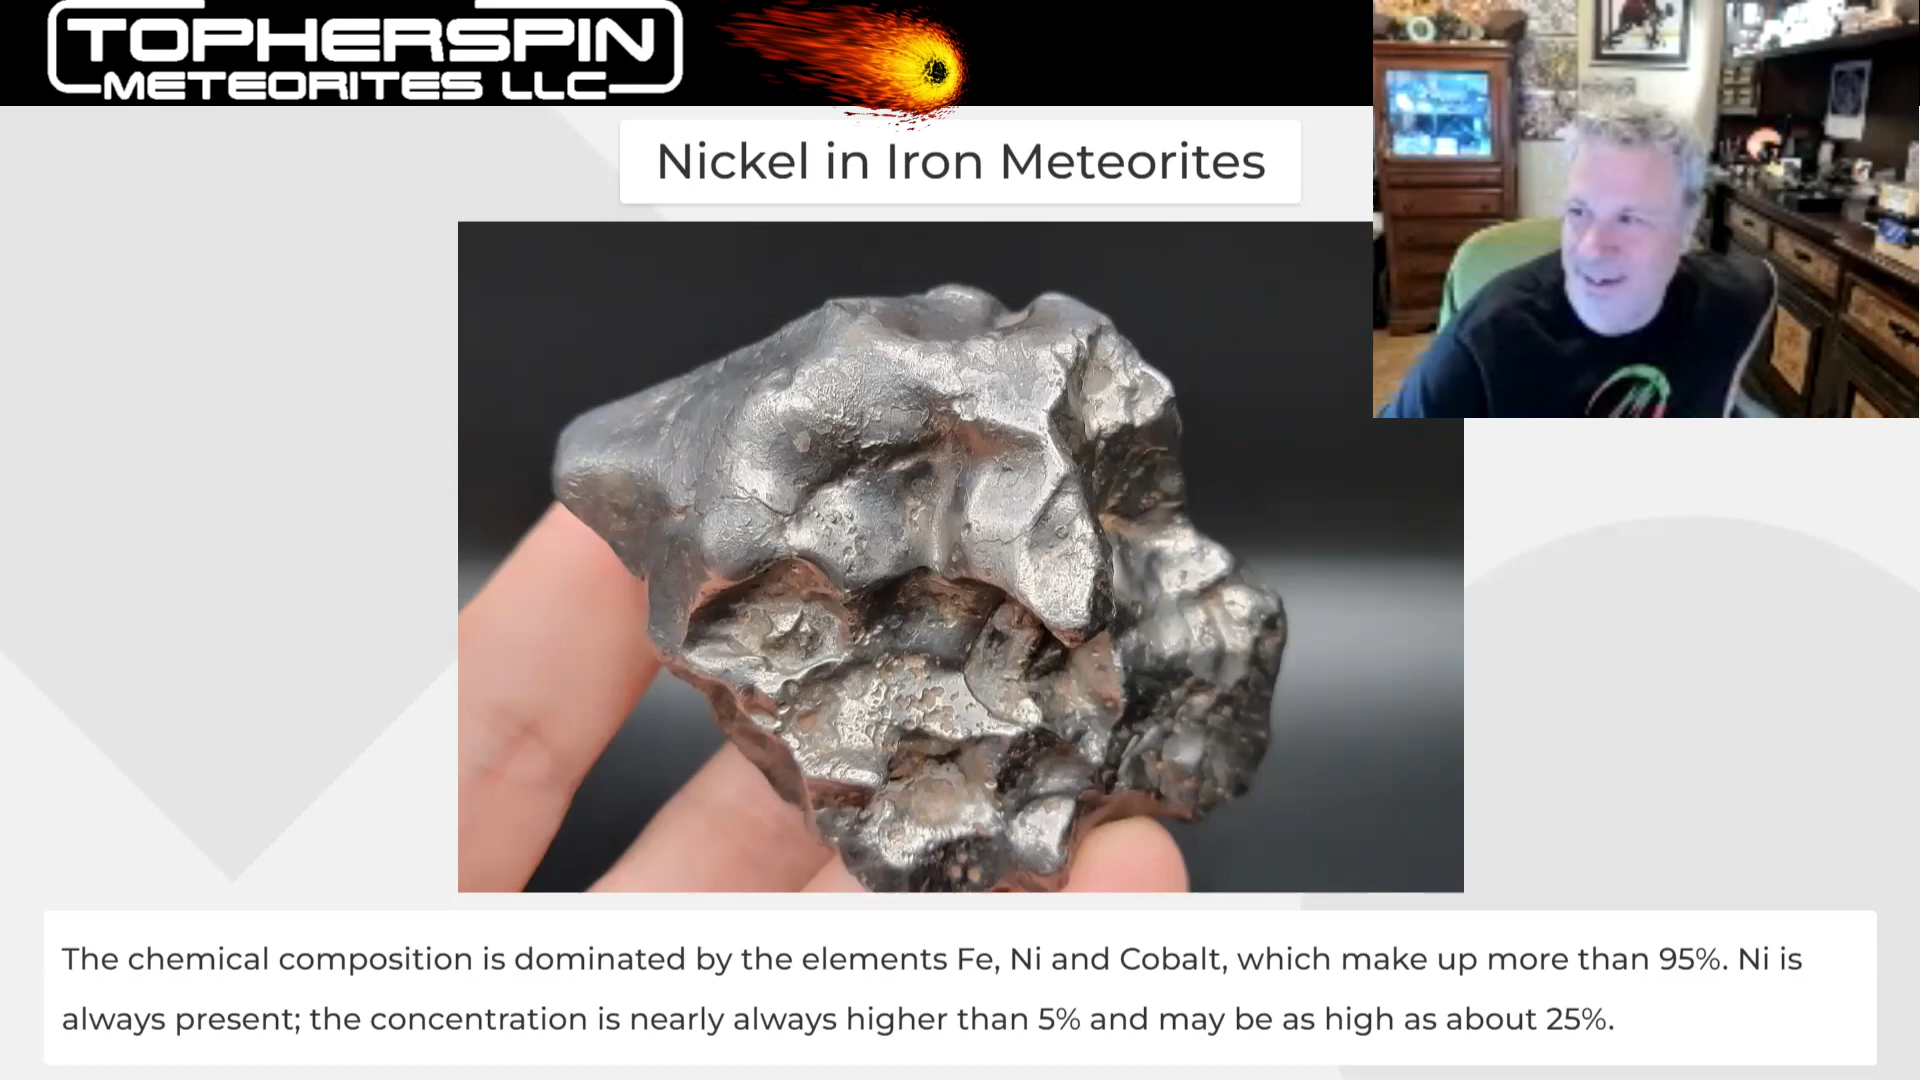 TOPHERSPIN
METEORITES LLC
Nickel in Iron Meteorites
The chemical composition is dominated by the elements Fe, Ni and Cobalt, which make up more than 95%. Ni is
always present; the concentration is nearly always higher than 5% and may be as high as about 25%.